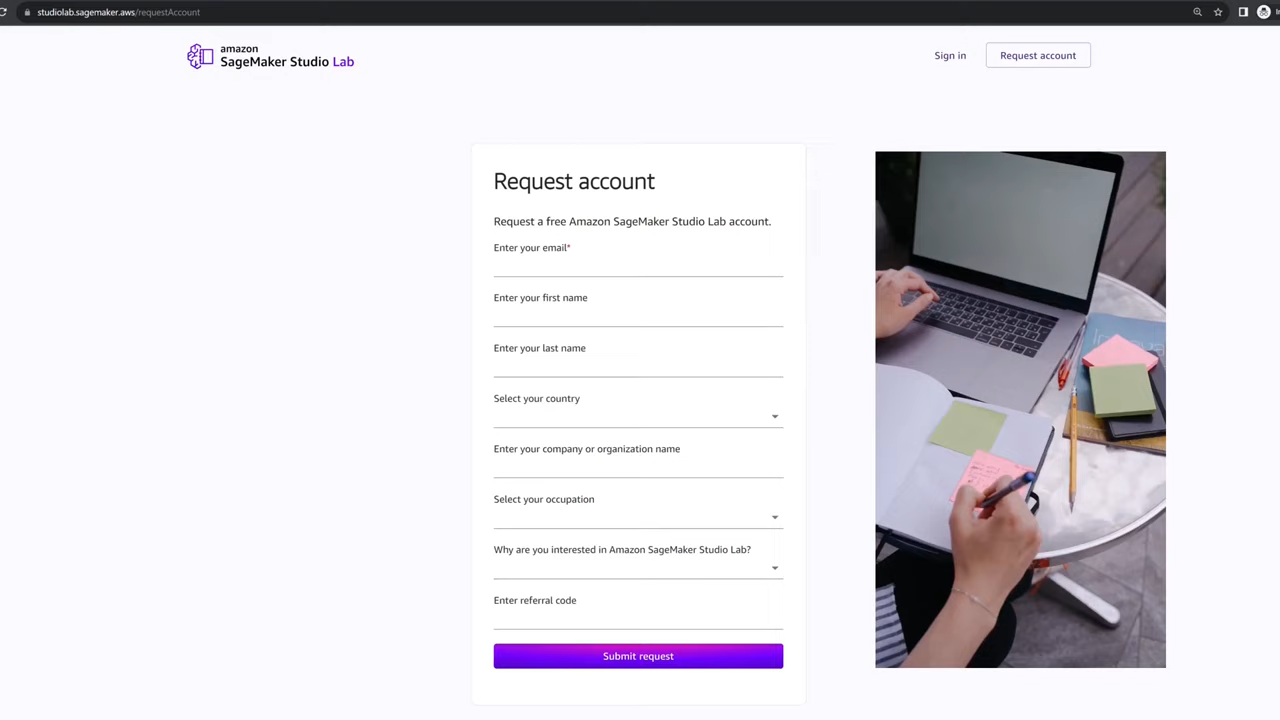 studiolab.sagemaker.aws/requestAccount
amazon
SageMaker Studio Lab
Sign in
Request account
Request account
Request a free Amazon SageMaker Studio Lab account.
Enter your email*
Enter your first name
Enter your last name
Select your country
Enter your company or organization name
Select your occupation
Why are you interested in Amazon SageMaker Studio Lab?
Enter referral code
Submit request